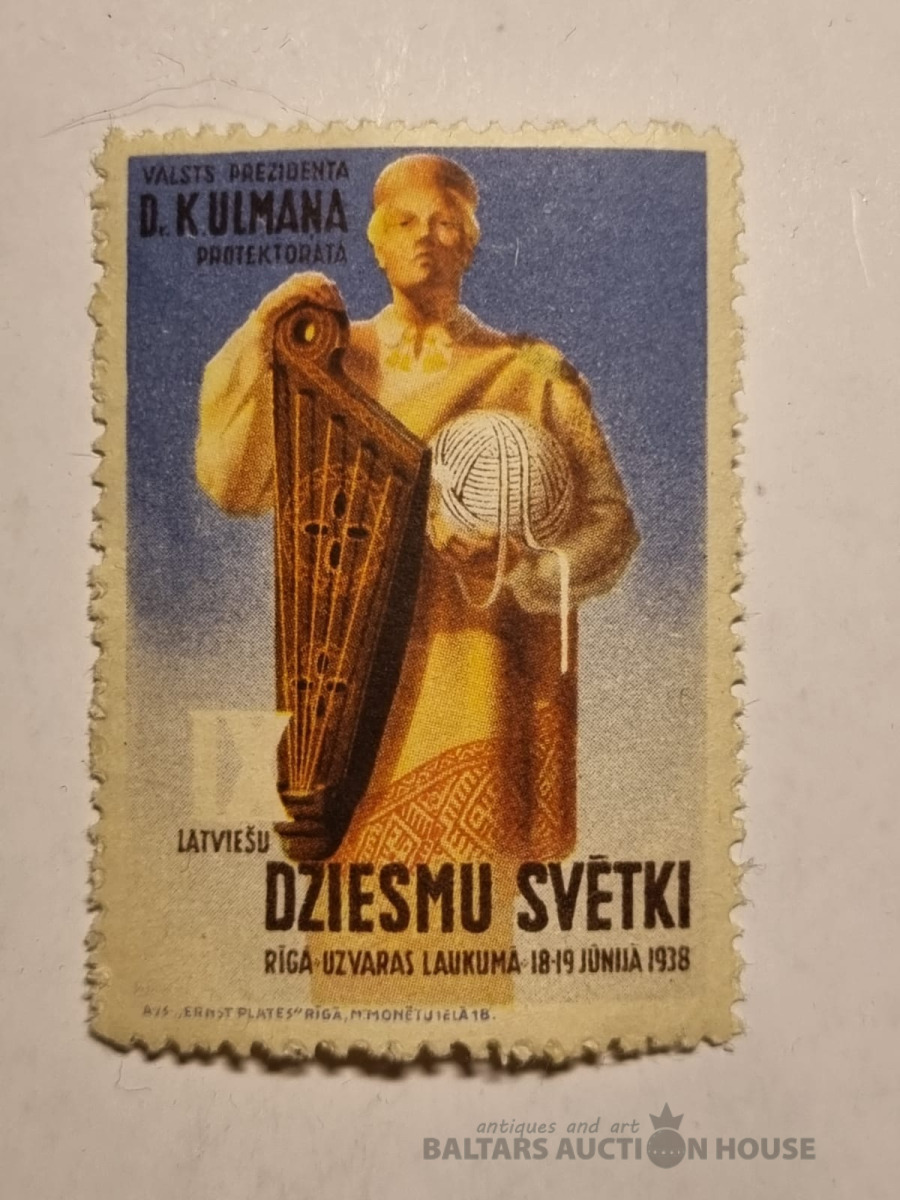 VALSTS PREZIDENTA
Dr. K. ULMAŅA
PROTEKTORĀTĀ
IX
LATVIEŠU
DZIESMU SVĒTKI
RĪGĀ·UZVARAS LAUKUMĀ·18-19 JŪNIJĀ 1938
A/S „ERNST PLATES“ RĪGĀ, M. MONĒTU IELĀ 18.
antiques and art
BALTARS AUCTION HOUSE